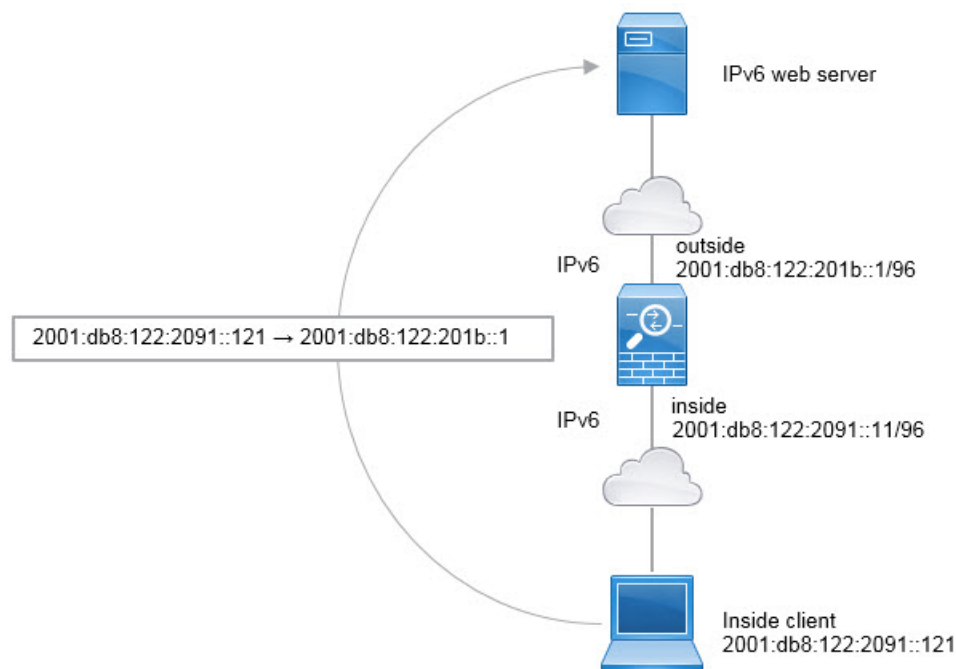 IPv6 web server
outside
IPv6
2001:db8:122:201b::1/96
2001:db8:122:2091::121 → 2001:db8:122:201b::1
inside
IPv6
2001:db8:122:2091::11/96
Inside client
2001:db8:122:2091::121